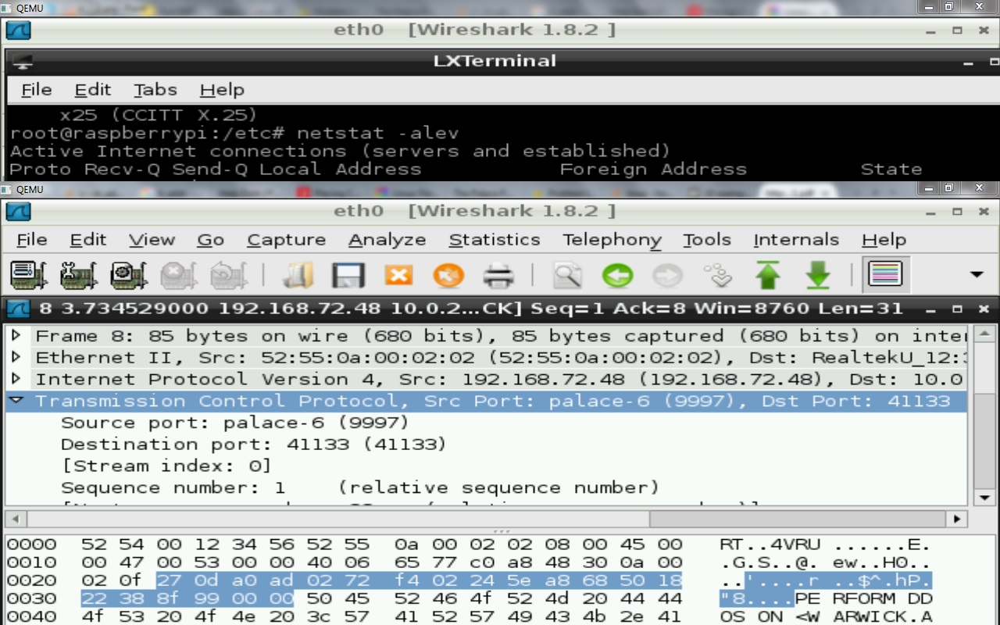 QEMU
eth0 [Wireshark 1.8.2 ]
LXTerminal
File Edit Tabs Help
x25 (CCITT X.25)
root@raspberrypi:/etc# netstat -alev
Active Internet connections (servers and established)
Proto Recv-Q Send-Q Local Address Foreign Address State
QEMU
eth0 [Wireshark 1.8.2 ]
File Edit View Go Capture Analyze Statistics Telephony Tools Internals Help
8 3.734529000 192.168.72.48 10.0.2...CK] Seq=1 Ack=8 Win=8760 Len=31
Frame 8: 85 bytes on wire (680 bits), 85 bytes captured (680 bits) on inter
Ethernet II, Src: 52:55:0a:00:02:02 (52:55:0a:00:02:02), Dst: RealtekU_12:3
Internet Protocol Version 4, Src: 192.168.72.48 (192.168.72.48), Dst: 10.0
Transmission Control Protocol, Src Port: palace-6 (9997), Dst Port: 41133
Source port: palace-6 (9997)
Destination port: 41133 (41133)
[Stream index: 0]
Sequence number: 1 (relative sequence number)
0000 52 54 00 12 34 56 52 55 0a 00 02 02 08 00 45 00 RT..4VRU ......E.
0010 00 47 00 53 00 00 40 06 65 77 c0 a8 48 30 0a 00 .G.S..@. ew..H0..
0020 02 0f 27 0d a0 ad 02 72 f4 02 24 5e a8 68 50 18 ..'....r ..$^.hP.
0030 22 38 8f 99 00 00 50 45 52 46 4f 52 4d 20 44 44 "8....PE RFORM DD
0040 4f 53 20 4f 4e 20 3c 57 41 52 57 49 43 4b 2e 41 OS ON <W ARWICK.A